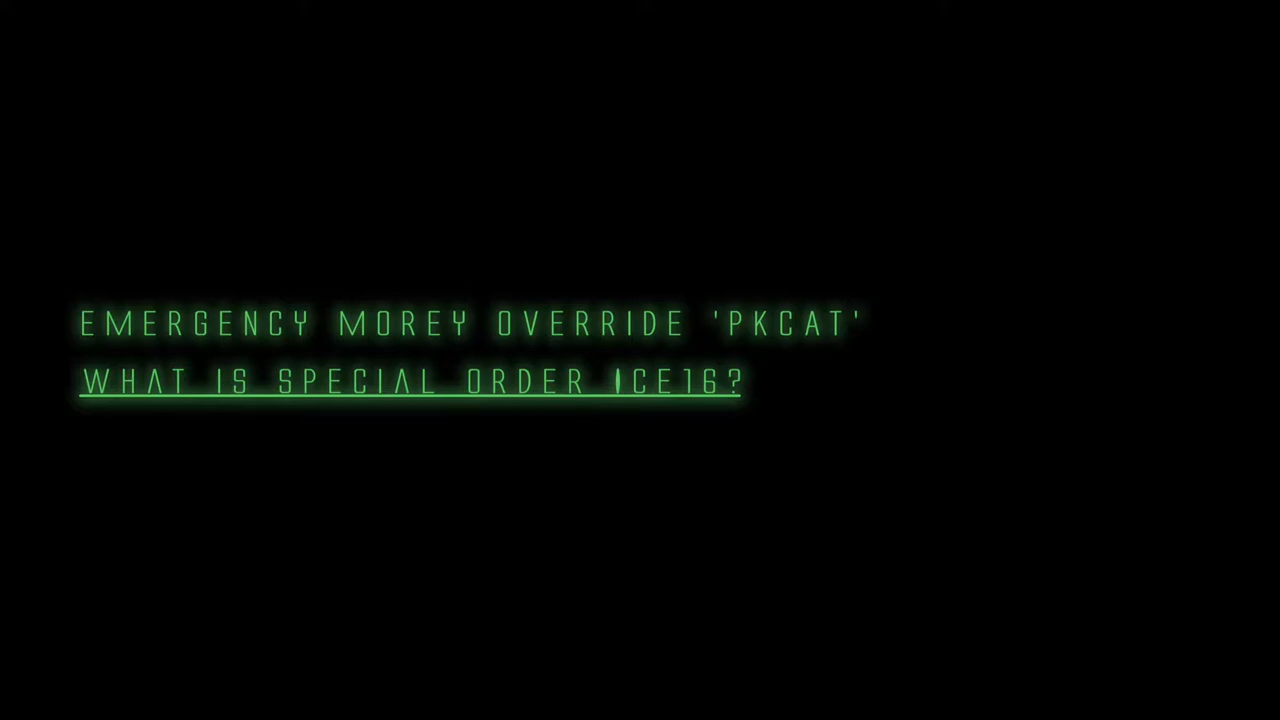 EMERGENCY MOREY OVERRIDE 'PKCAT'
WHAT IS SPECIAL ORDER ICE16?